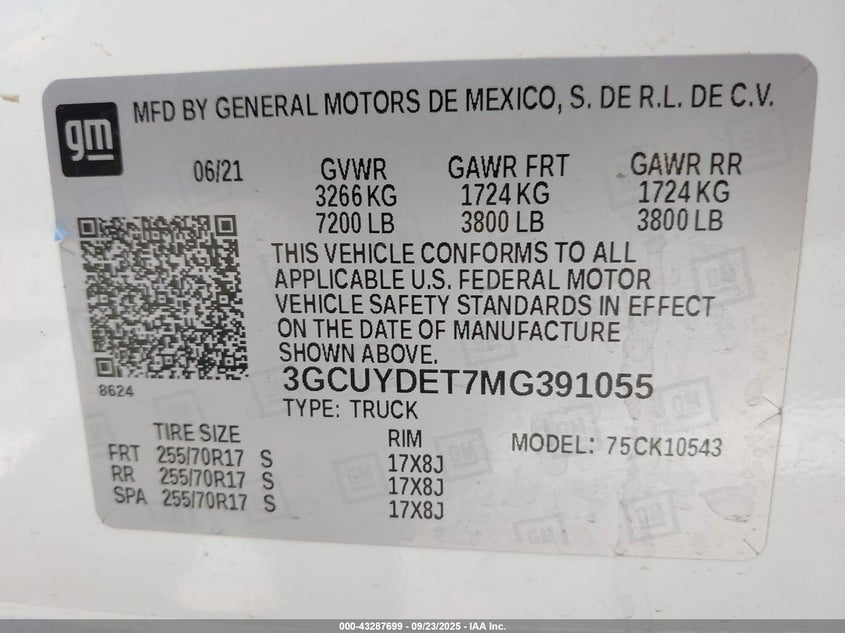 gm
MFD BY GENERAL MOTORS DE MEXICO, S. DE R.L. DE C.V.
06/21 GVWR GAWR FRT GAWR RR
3266 KG 1724 KG 1724 KG
7200 LB 3800 LB 3800 LB
THIS VEHICLE CONFORMS TO ALL
APPLICABLE U.S. FEDERAL MOTOR
VEHICLE SAFETY STANDARDS IN EFFECT
ON THE DATE OF MANUFACTURE
SHOWN ABOVE.
8624
3GCUYDET7MG391055
TYPE: TRUCK
TIRE SIZE RIM MODEL: 75CK10543
FRT 255/70R17 S 17X8J
RR 255/70R17 S 17X8J
SPA 255/70R17 S 17X8J
000-43287699 - 09/23/2025 - IAA Inc.